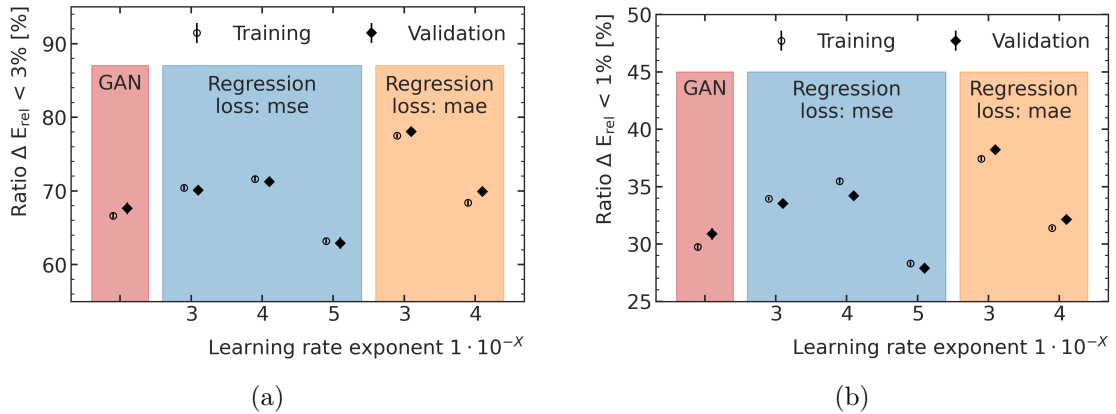 Ratio Δ E_rel < 3% [%]
90
80
70
60
Training
Validation
GAN
Regression
loss: mse
Regression
loss: mae
3
4
5
3
4
Learning rate exponent 1 · 10^−X
(a)
Ratio Δ E_rel < 1% [%]
50
45
40
35
30
25
Training
Validation
GAN
Regression
loss: mse
Regression
loss: mae
3
4
5
3
4
Learning rate exponent 1 · 10^−X
(b)